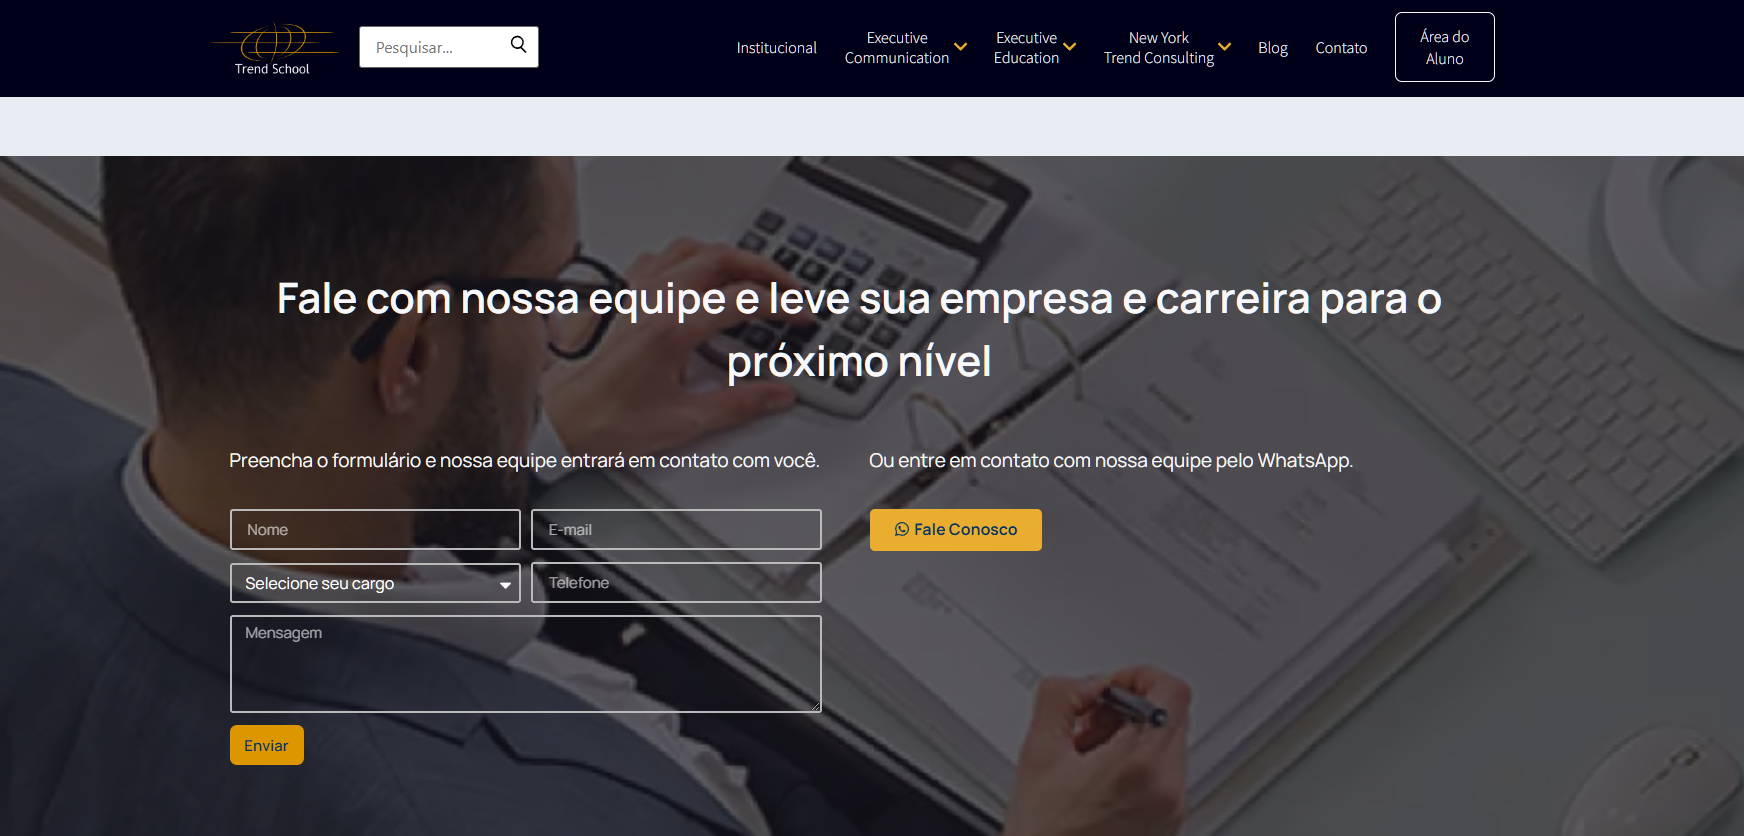 Trend School
Pesquisar...
Institucional
Executive
Communication
Executive
Education
New York
Trend Consulting
Blog
Contato
Área do
Aluno
Fale com nossa equipe e leve sua empresa e carreira para o
próximo nível
Preencha o formulário e nossa equipe entrará em contato com você.
Nome
E-mail
Selecione seu cargo
Telefone
Mensagem
Enviar
Ou entre em contato com nossa equipe pelo WhatsApp.
Fale Conosco